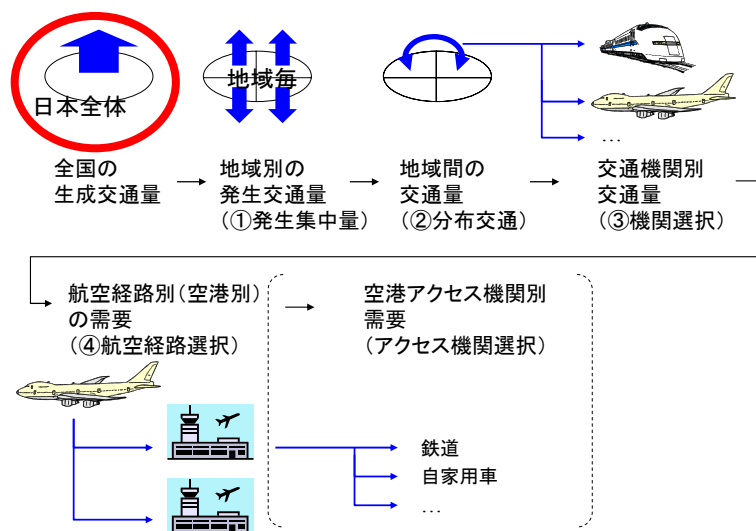 日本全体
地域毎
…
全国の
生成交通量
地域別の
発生交通量
(①発生集中量)
地域間の
交通量
(②分布交通)
交通機関別
交通量
(③機関選択)
航空経路別(空港別)
の需要
(④航空経路選択)
空港アクセス機関別
需要
(アクセス機関選択)
鉄道
自家用車
…